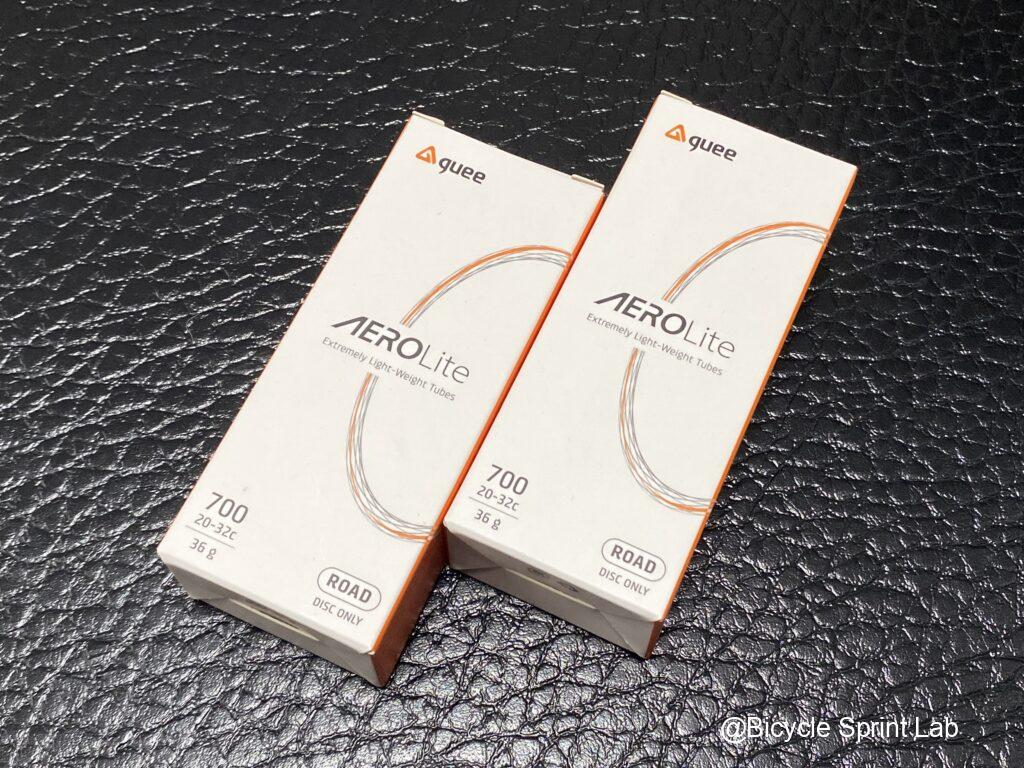 guee
AEROLite
Extremely Light-Weight Tubes
700
20-32c
36 g
ROAD
DISC ONLY
guee
AEROLite
Extremely Light-Weight Tubes
700
20-32c
36 g
ROAD
DISC ONLY
@Bicycle Sprint Lab